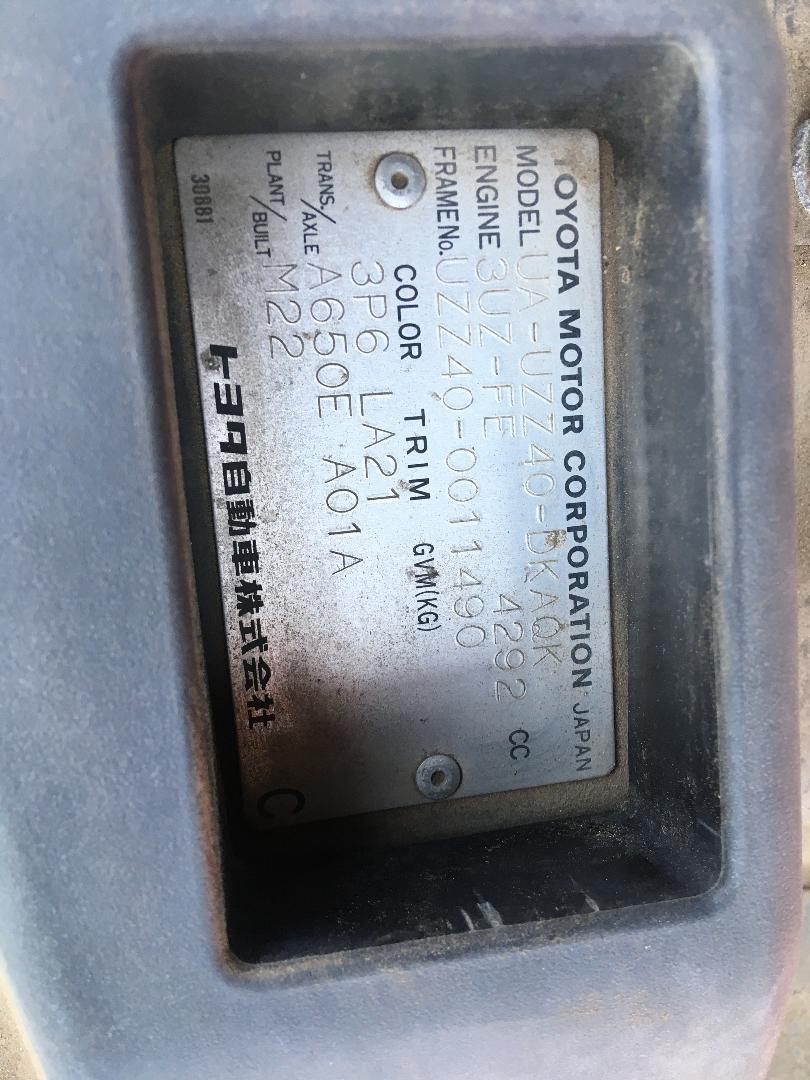 TOYOTA MOTOR CORPORATION JAPAN
MODEL UA-UZZ40-DKAQK
ENGINE 3UZ-FE 4292 CC
FRAME No. UZZ40-0011490
COLOR TRIM GVM(KG)
3P6 LA21
TRANS./AXLE A650E A01A
PLANT/BUILT M22
30881 トヨタ自動車株式会社 C